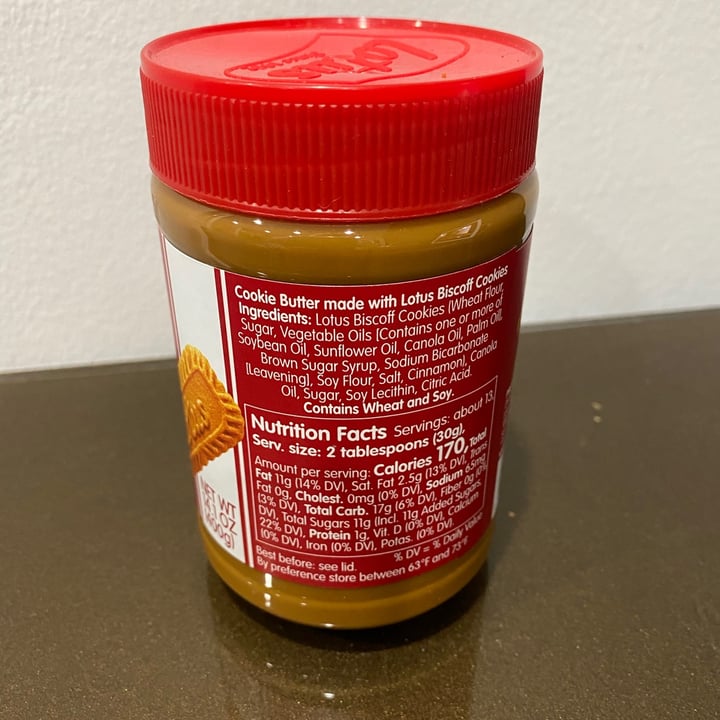 Lotus
Cookie Butter made with Lotus Biscoff Cookies
Ingredients: Lotus Biscoff Cookies (Wheat Flour,
Sugar, Vegetable Oils [Contains one or more of
Soybean Oil, Sunflower Oil, Canola Oil, Palm Oil],
Brown Sugar Syrup, Sodium Bicarbonate
[Leavening], Soy Flour, Salt, Cinnamon), Canola
Oil, Sugar, Soy Lecithin, Citric Acid.
Contains Wheat and Soy.
Nutrition Facts Servings: about 13,
Serv. size: 2 tablespoons (30g),
Amount per serving: Calories 170, Total
Fat 11g (14% DV), Sat. Fat 2.5g (13% DV), Trans
Fat 0g, Cholest. 0mg (0% DV), Sodium 65mg
(3% DV), Total Carb. 17g (6% DV), Fiber 0g (0%
DV), Total Sugars 11g (Incl. 11g Added Sugars,
22% DV), Protein 1g, Vit. D (0% DV), Calcium
(0% DV), Iron (0% DV), Potas. (0% DV).
% DV = % Daily Value
Best before: see lid.
By preference store between 63°F and 73°F
NET WT
OZ
(400g)